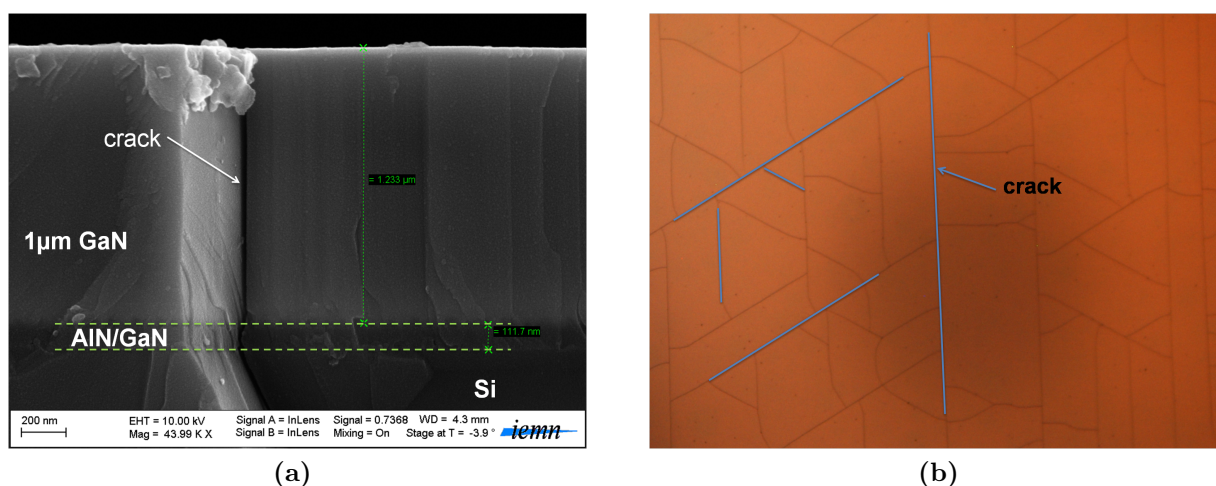 crack
= 1.233 µm
1µm GaN
AlN/GaN
= 111.7 nm
Si
200 nm
EHT = 10.00 kV
Signal A = InLens
Signal = 0.7368
WD = 4.3 mm
Mag = 43.99 K X
Signal B = InLens
Mixing = On
Stage at T = -3.9 °
iemn
(a)
crack
(b)